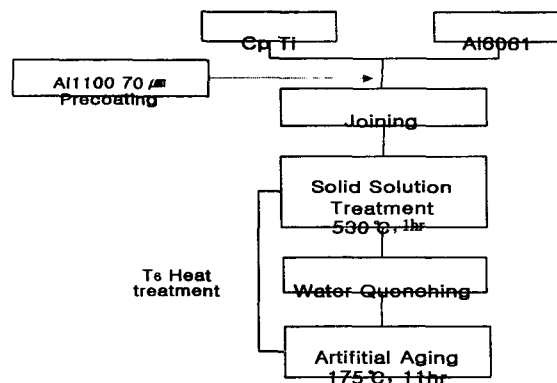 Cp Ti
Al6061
Al1100 70 ㎛
Precoating
Joining
Solid Solution
Treatment
530℃, 1hr
T6 Heat
treatment
Water Quenching
Artifitial Aging
175℃, 11hr